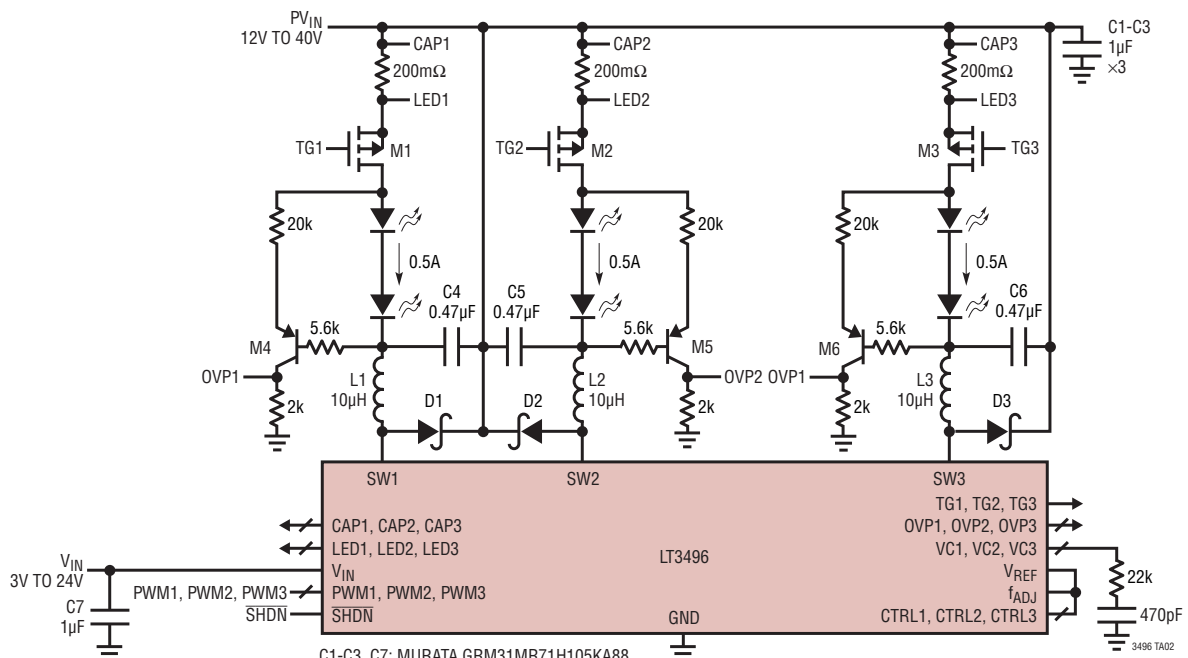 PVIN
12V TO 40V
CAP1
200mΩ
LED1
TG1
M1
20k
0.5A
C4
0.47µF
5.6k
M4
OVP1
2k
L1
10µH
D1
CAP2
200mΩ
LED2
TG2
M2
20k
0.5A
C5
0.47µF
5.6k
M5
OVP2
2k
L2
10µH
D2
CAP3
200mΩ
LED3
M3
TG3
20k
0.5A
C6
0.47µF
5.6k
M6
OVP1
2k
L3
10µH
D3
C1-C3
1µF
×3
SW1
SW2
SW3
CAP1, CAP2, CAP3
LED1, LED2, LED3
VIN
PWM1, PWM2, PWM3
SHDN
LT3496
GND
TG1, TG2, TG3
OVP1, OVP2, OVP3
VC1, VC2, VC3
VREF
fADJ
CTRL1, CTRL2, CTRL3
VIN
3V TO 24V
C7
1µF
PWM1, PWM2, PWM3
SHDN
22k
470pF
3496 TA02
C1-C3, C7: MURATA GRM31MR71H105KA88